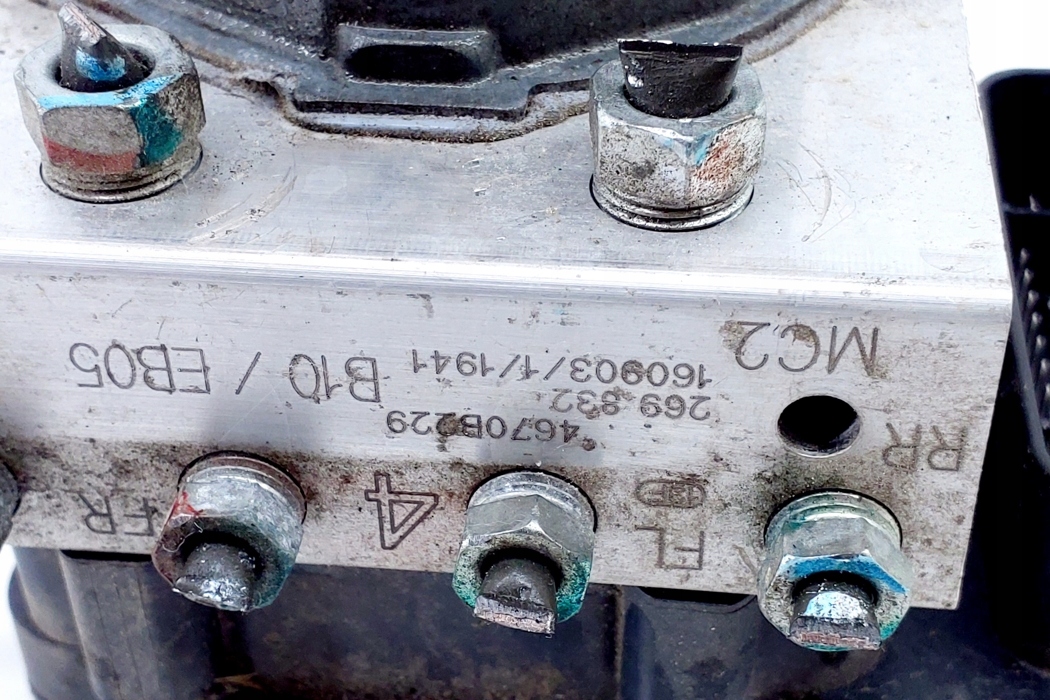 FL 4 FR
RR
4670B229
269 832
160903/1/1941
B10 / EB05
MC2